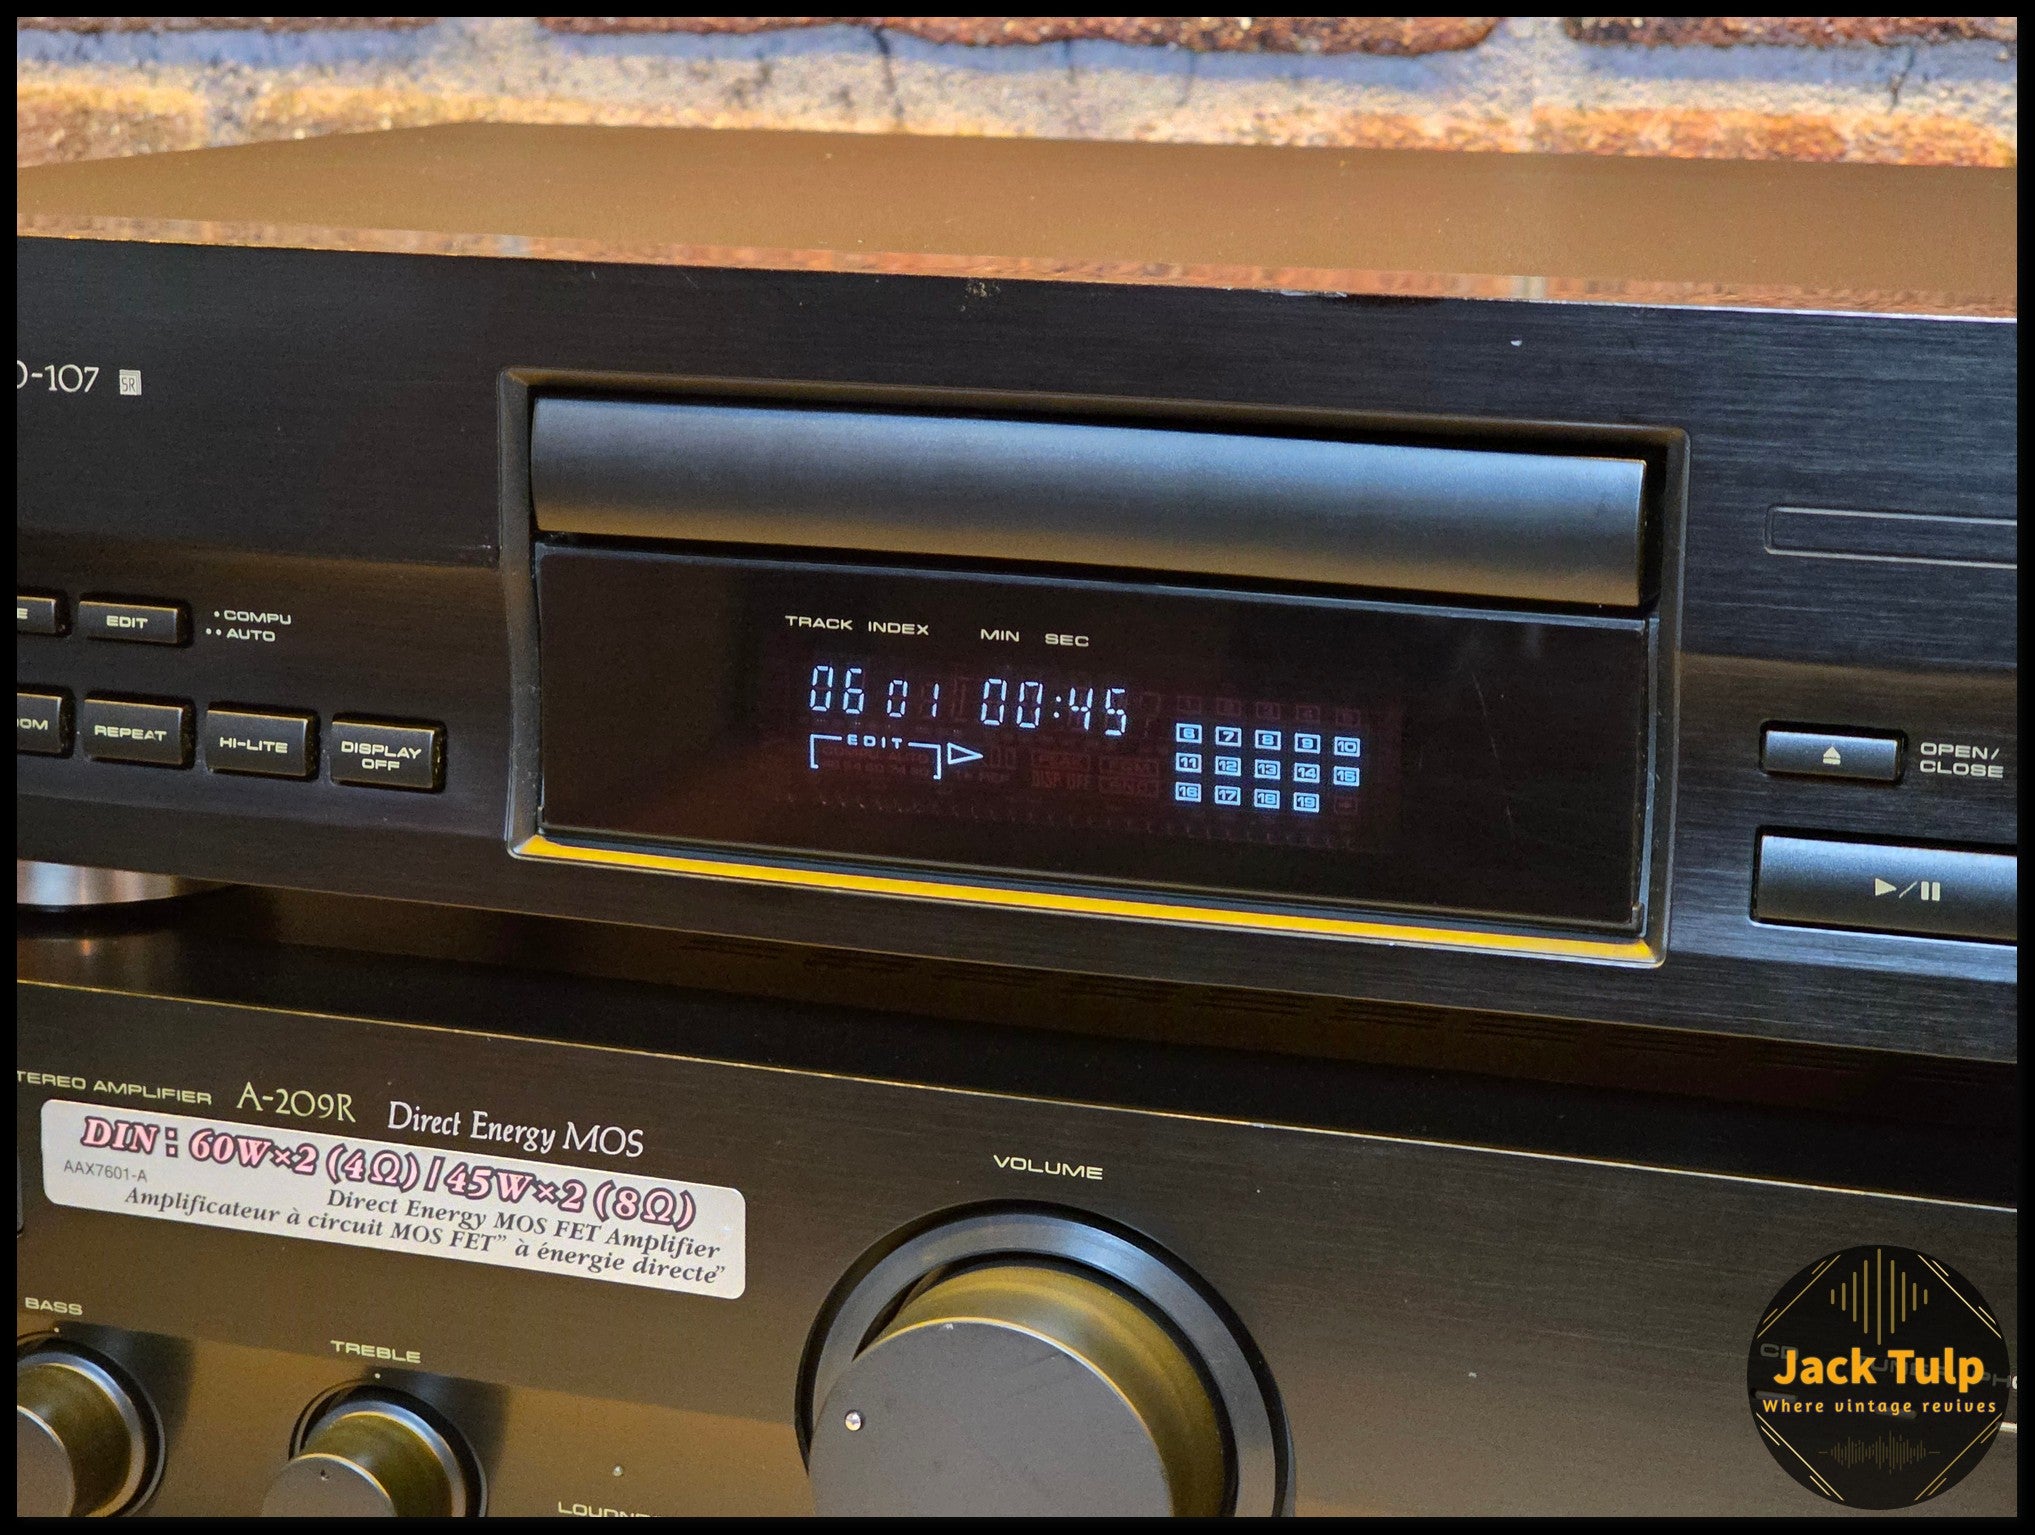 -107 SR
EDIT
• COMPU
•• AUTO
REPEAT
HI-LITE
DISPLAY
OFF
TRACK INDEX MIN SEC
06 01 00:45
EDIT
6 7 8 9 10
11 12 13 14 15
16 17 18 19
OPEN/
CLOSE
STEREO AMPLIFIER A-209R Direct Energy MOS
DIN : 60W×2 (4Ω) / 45W×2 (8Ω)
AAX7601-A
Direct Energy MOS FET Amplifier
Amplificateur à circuit MOS FET" à énergie directe"
VOLUME
BASS
TREBLE
CD
Jack Tulp
Where vintage revives